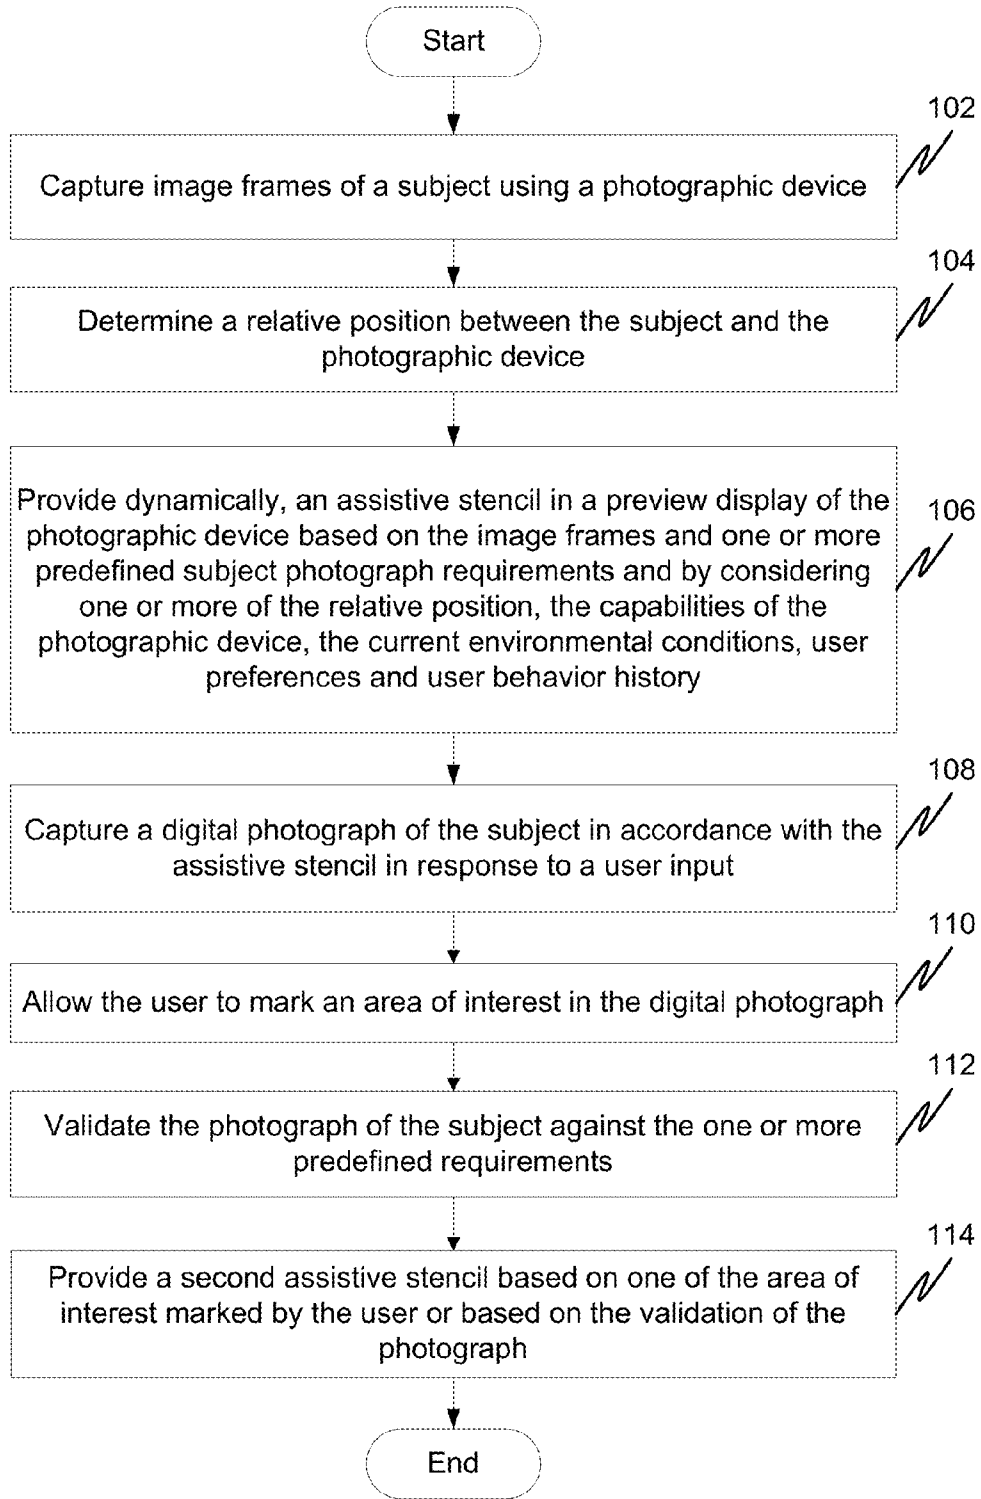 Start
102
Capture image frames of a subject using a photographic device
104
Determine a relative position between the subject and the
photographic device
106
Provide dynamically, an assistive stencil in a preview display of the
photographic device based on the image frames and one or more
predefined subject photograph requirements and by considering
one or more of the relative position, the capabilities of the
photographic device, the current environmental conditions, user
preferences and user behavior history
108
Capture a digital photograph of the subject in accordance with the
assistive stencil in response to a user input
110
Allow the user to mark an area of interest in the digital photograph
112
Validate the photograph of the subject against the one or more
predefined requirements
114
Provide a second assistive stencil based on one of the area of
interest marked by the user or based on the validation of the
photograph
End